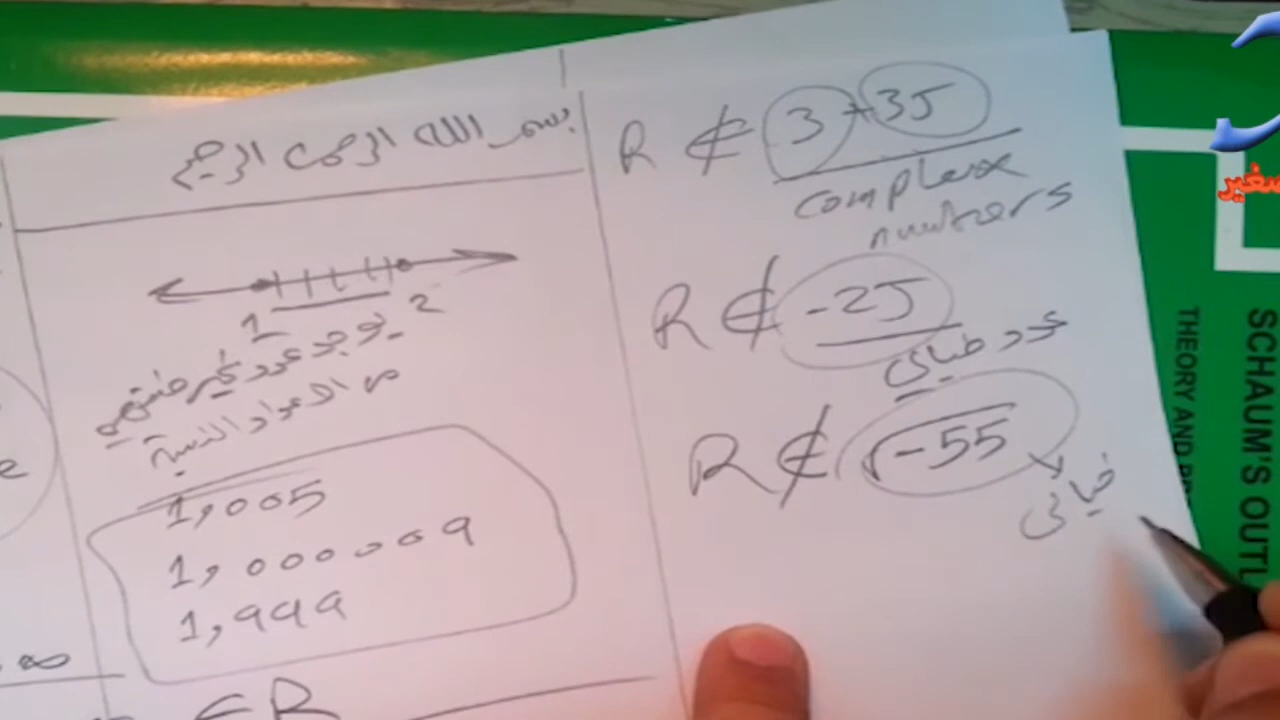 بسم الله الرحمن الرحيم
1 2
يوجد عدد غير منتهي
من الاعداد النسبية
1,005
1,000009
1,999
∈R
R ∉ 3+3J
complex
numbers
R ∉ -2J
عدد خيالي
R ∉ √-55
خيالي
صغير
THEORY AND
SCHAUM'S OUTL